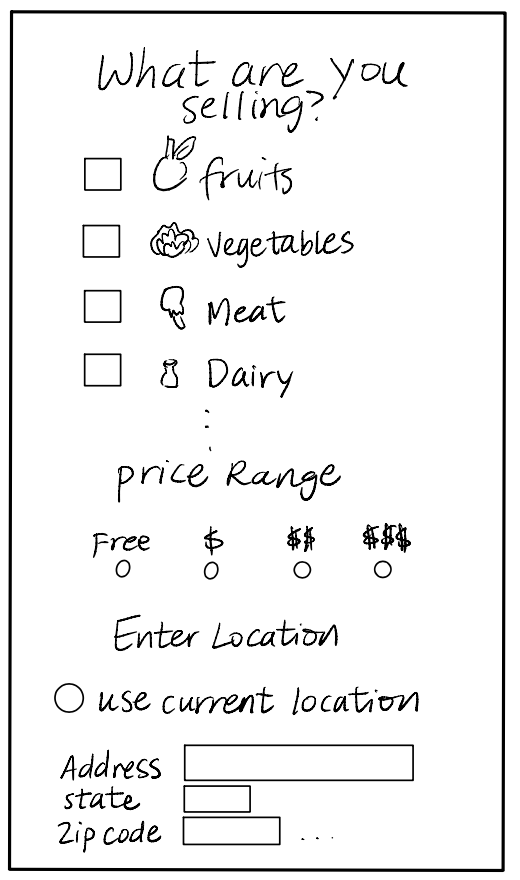 What are you
selling?
fruits
Vegetables
Meat
Dairy
⋮
price Range
Free $ $$ $$$
Enter Location
use current location
Address
state
Zip code ...